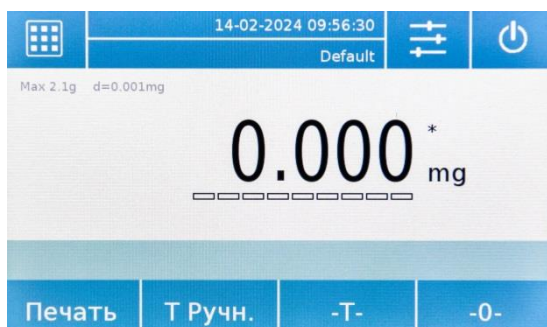 14-02-2024 09:56:30
Default
Max 2.1g d=0.001mg
0.000 * mg
Печать Т Ручн. -T- -0-